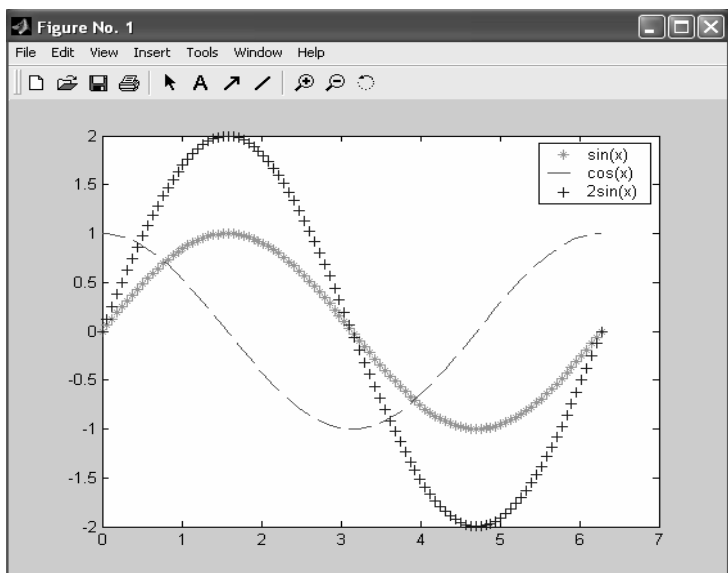 Figure No. 1
File Edit View Insert Tools Window Help
A
2
1.5
1
0.5
0
-0.5
-1
-1.5
-2
0 1 2 3 4 5 6 7
sin(x)
cos(x)
2sin(x)